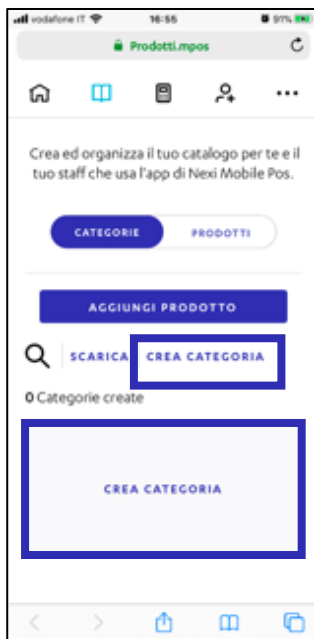 vodafone IT 16:55 91%
Prodotti.mpos
Crea ed organizza il tuo catalogo per te e il
tuo staff che usa l'app di Nexi Mobile Pos.
CATEGORIE PRODOTTI
AGGIUNGI PRODOTTO
SCARICA CREA CATEGORIA
0 Categorie create
CREA CATEGORIA